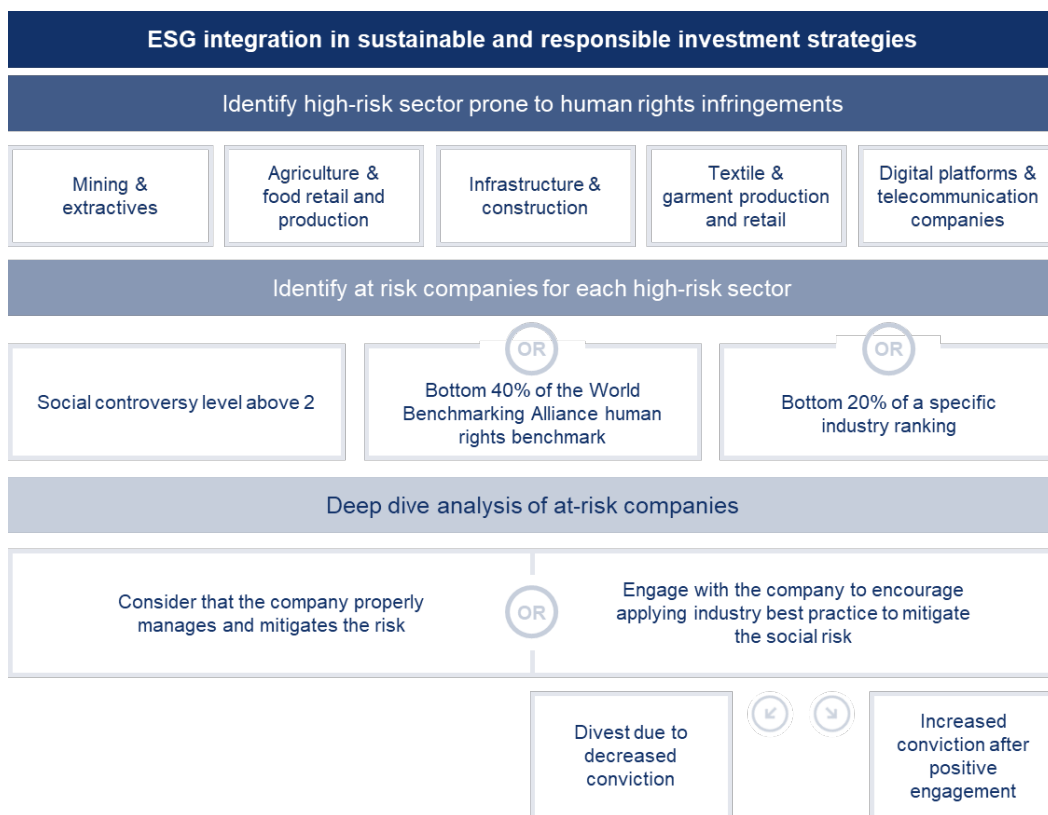 ESG integration in sustainable and responsible investment strategies
Identify high-risk sector prone to human rights infringements
Mining &
extractives
Agriculture &
food retail and
production
Infrastructure &
construction
Textile &
garment production
and retail
Digital platforms &
telecommunication
companies
Identify at risk companies for each high-risk sector
Social controversy level above 2
OR
Bottom 40% of the World
Benchmarking Alliance human
rights benchmark
OR
Bottom 20% of a specific
industry ranking
Deep dive analysis of at-risk companies
Consider that the company properly
manages and mitigates the risk
OR
Engage with the company to encourage
applying industry best practice to mitigate
the social risk
Divest due to
decreased
conviction
Increased
conviction after
positive
engagement